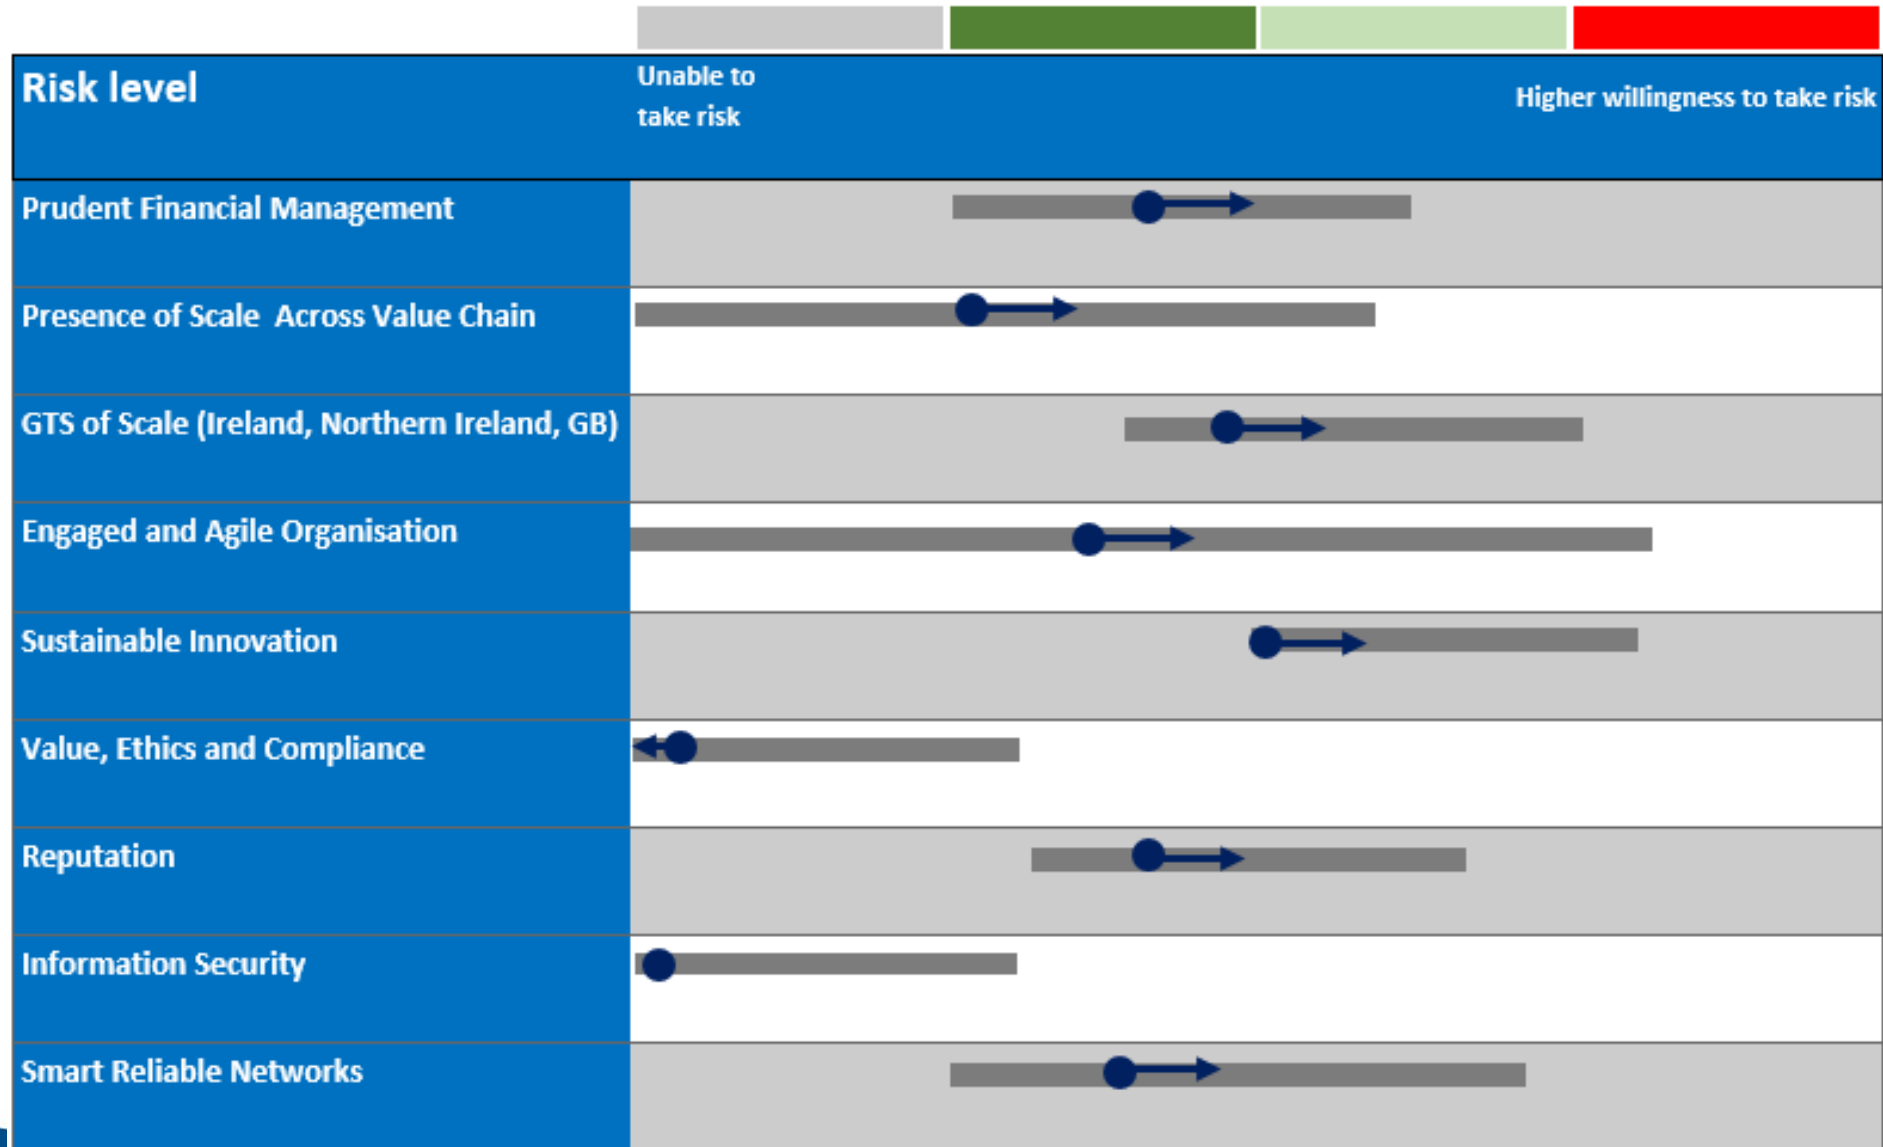 Risk level
Unable to
take risk
Higher willingness to take risk
Prudent Financial Management
Presence of Scale  Across Value Chain
GTS of Scale (Ireland, Northern Ireland, GB)
Engaged and Agile Organisation
Sustainable Innovation
Value, Ethics and Compliance
Reputation
Information Security
Smart Reliable Networks